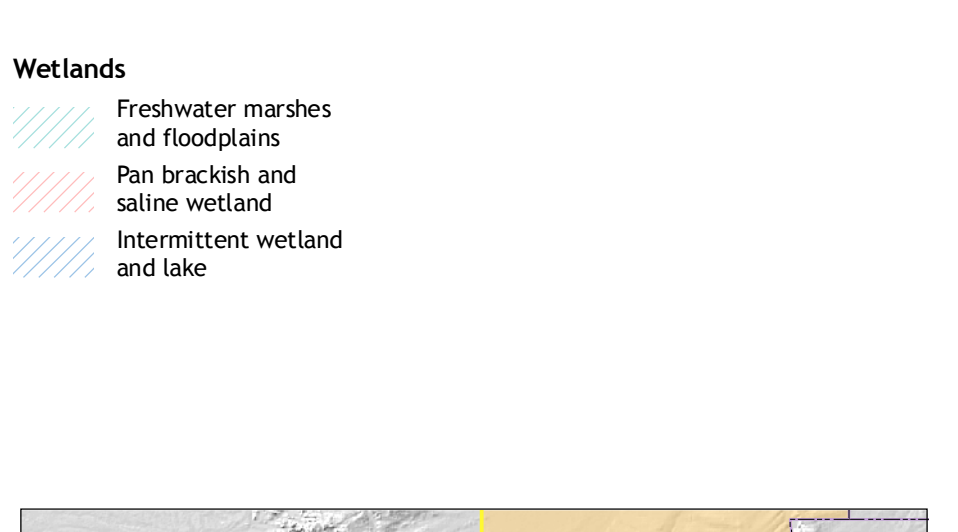 Wetlands
Freshwater marshes
and floodplains
Pan brackish and
saline wetland
Intermittent wetland
and lake